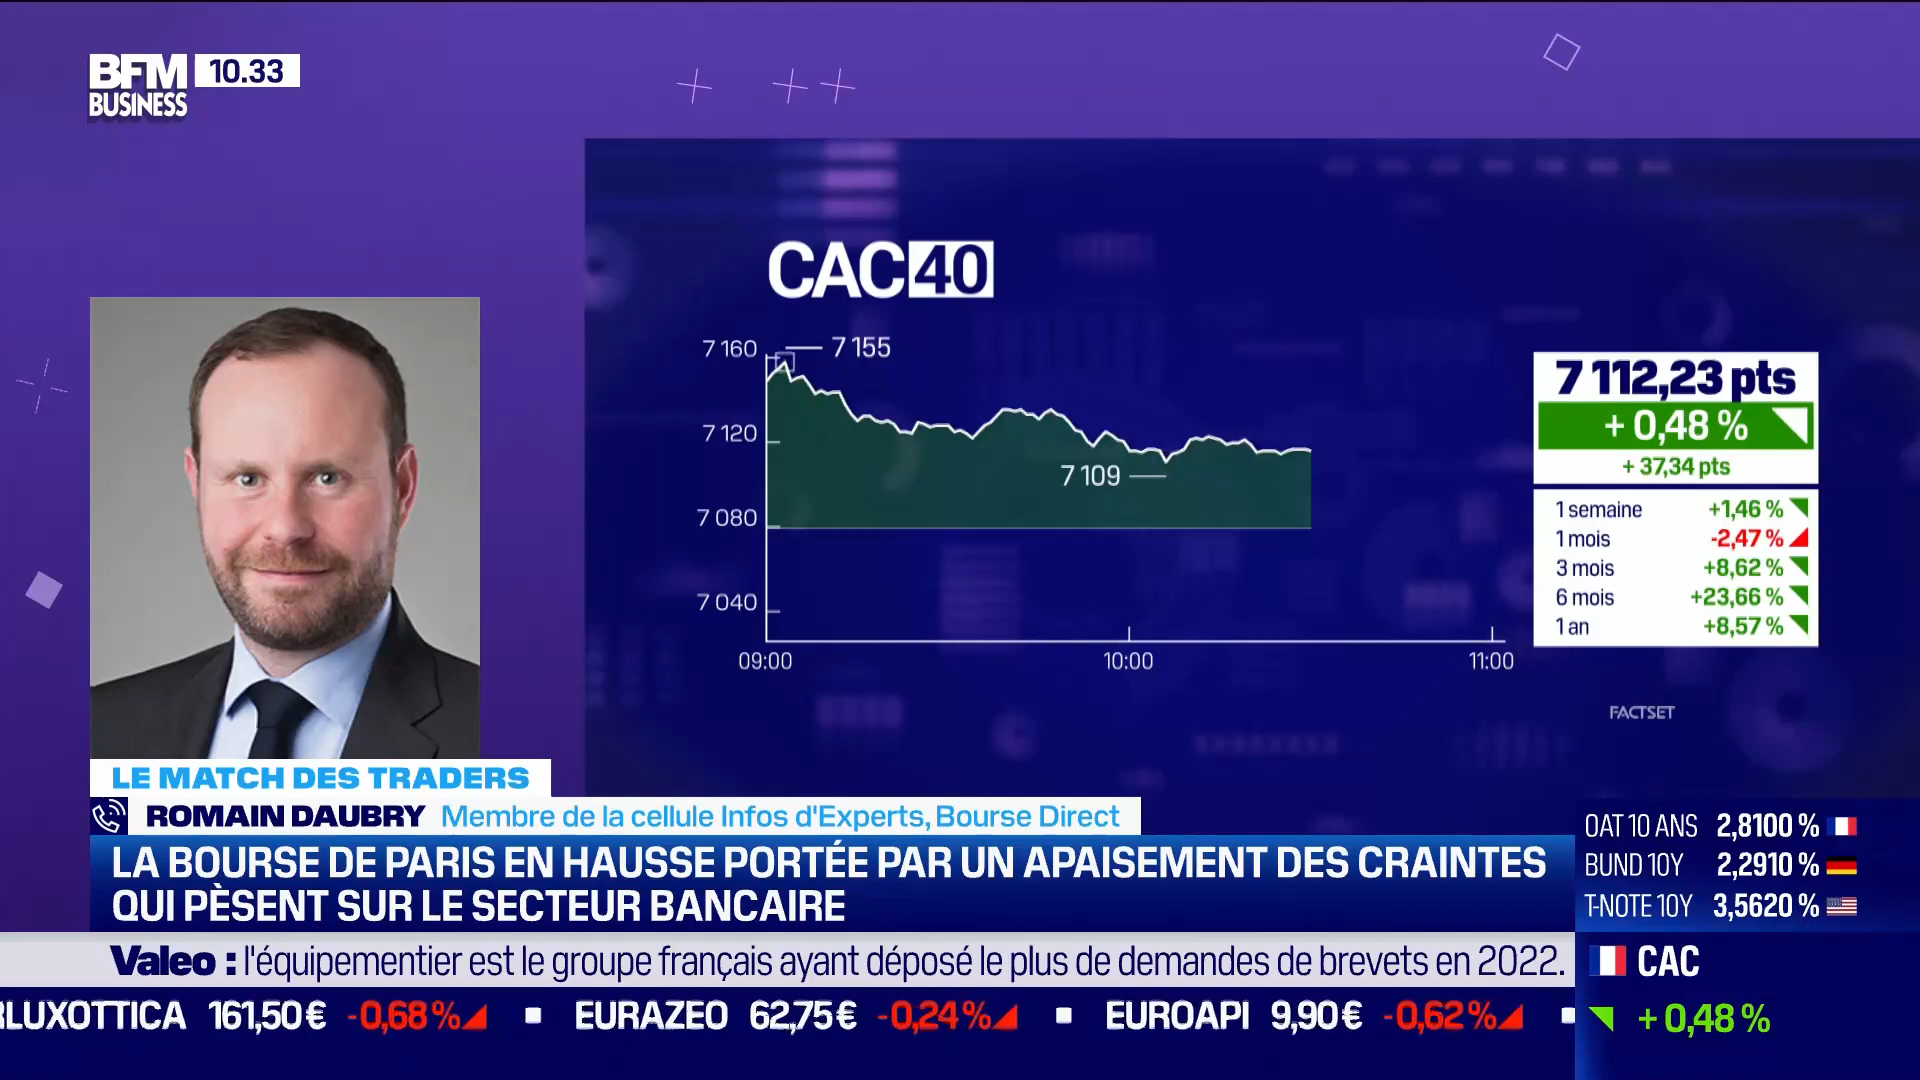 BFM 10.33
BUSINESS
CAC40
7 160
7 155
7 120
7 109
7 080
7 040
09:00 10:00 11:00
7 112,23 pts
+ 0,48 %
+ 37,34 pts
1 semaine +1,46 %
1 mois -2,47 %
3 mois +8,62 %
6 mois +23,66 %
1 an +8,57 %
FACTSET
LE MATCH DES TRADERS
ROMAIN DAUBRY Membre de la cellule Infos d'Experts, Bourse Direct
LA BOURSE DE PARIS EN HAUSSE PORTÉE PAR UN APAISEMENT DES CRAINTES
QUI PÈSENT SUR LE SECTEUR BANCAIRE
OAT 10 ANS 2,8100 %
BUND 10Y 2,2910 %
T-NOTE 10Y 3,5620 %
Valeo : l'équipementier est le groupe français ayant déposé le plus de demandes de brevets en 2022.
CAC
+ 0,48 %
RLUXOTTICA 161,50 € -0,68 % EURAZEO 62,75 € -0,24 % EUROAPI 9,90 € -0,62 %